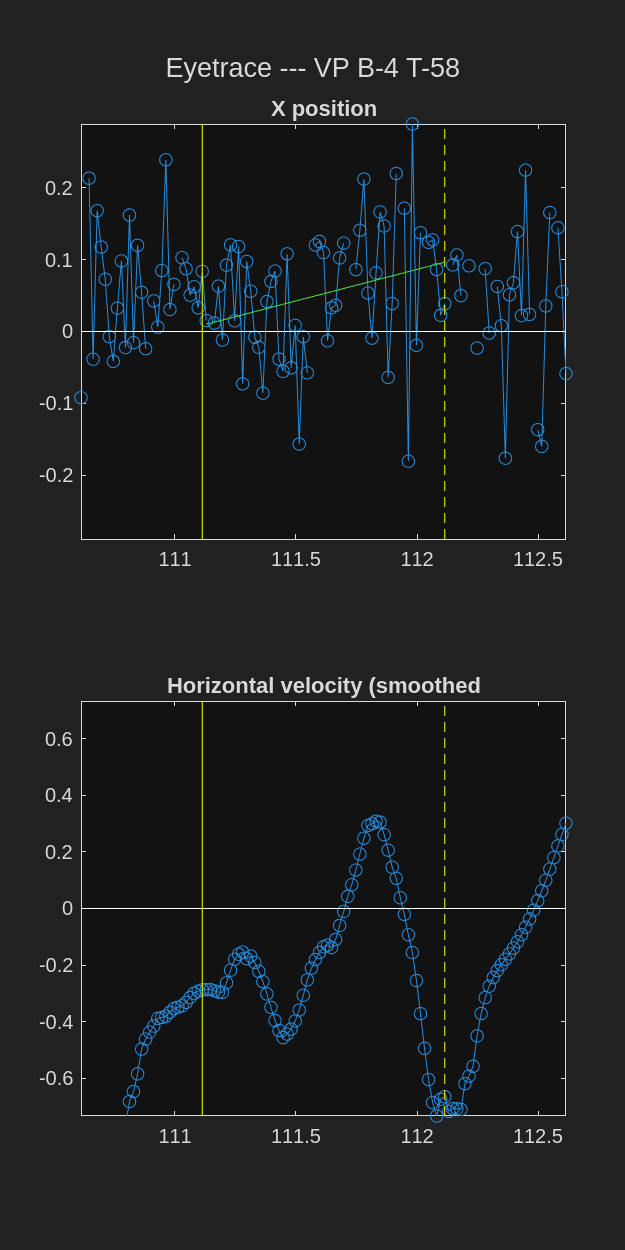 Eyetrace --- VP B-4 T-58
X position
0.2
0.1
0
-0.1
-0.2
111 111.5 112 112.5
Horizontal velocity (smoothed
0.6
0.4
0.2
0
-0.2
-0.4
-0.6
111 111.5 112 112.5